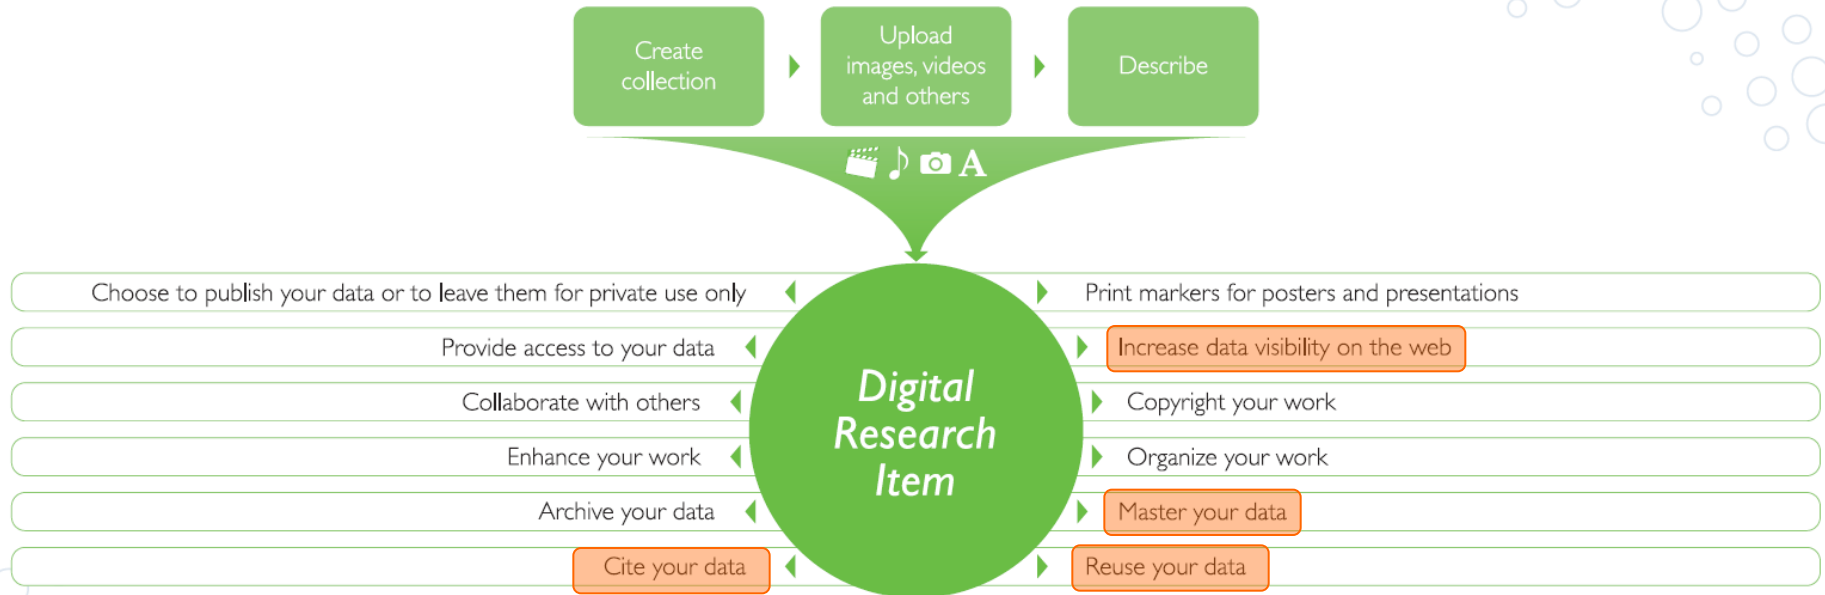 Create
collection
Upload
images, videos
and others
Describe
A
Choose to publish your data or to leave them for private use only
Print markers for posters and presentations
Provide access to your data
Increase data visibility on the web
Collaborate with others
Copyright your work
Enhance your work
Organize your work
Archive your data
Master your data
Cite your data
Reuse your data
Digital
Research
Item